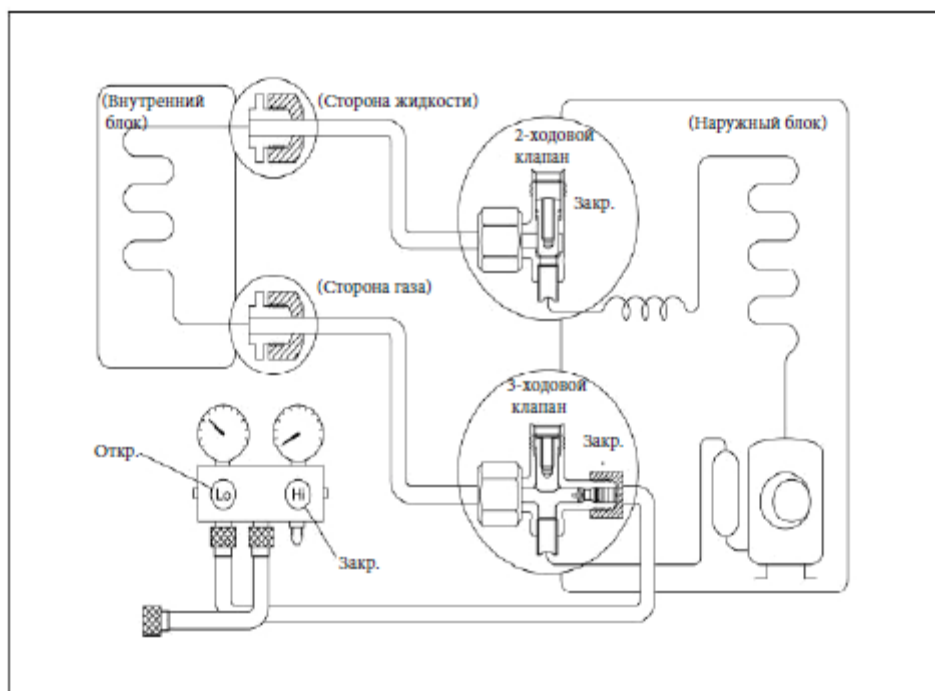 (Внутренний
блок)
(Сторона жидкости)
(Наружный блок)
2-ходовой
клапан
Закр.
(Сторона газа)
3-ходовой
клапан
Закр.
Откр.
Lo
Hi
Закр.